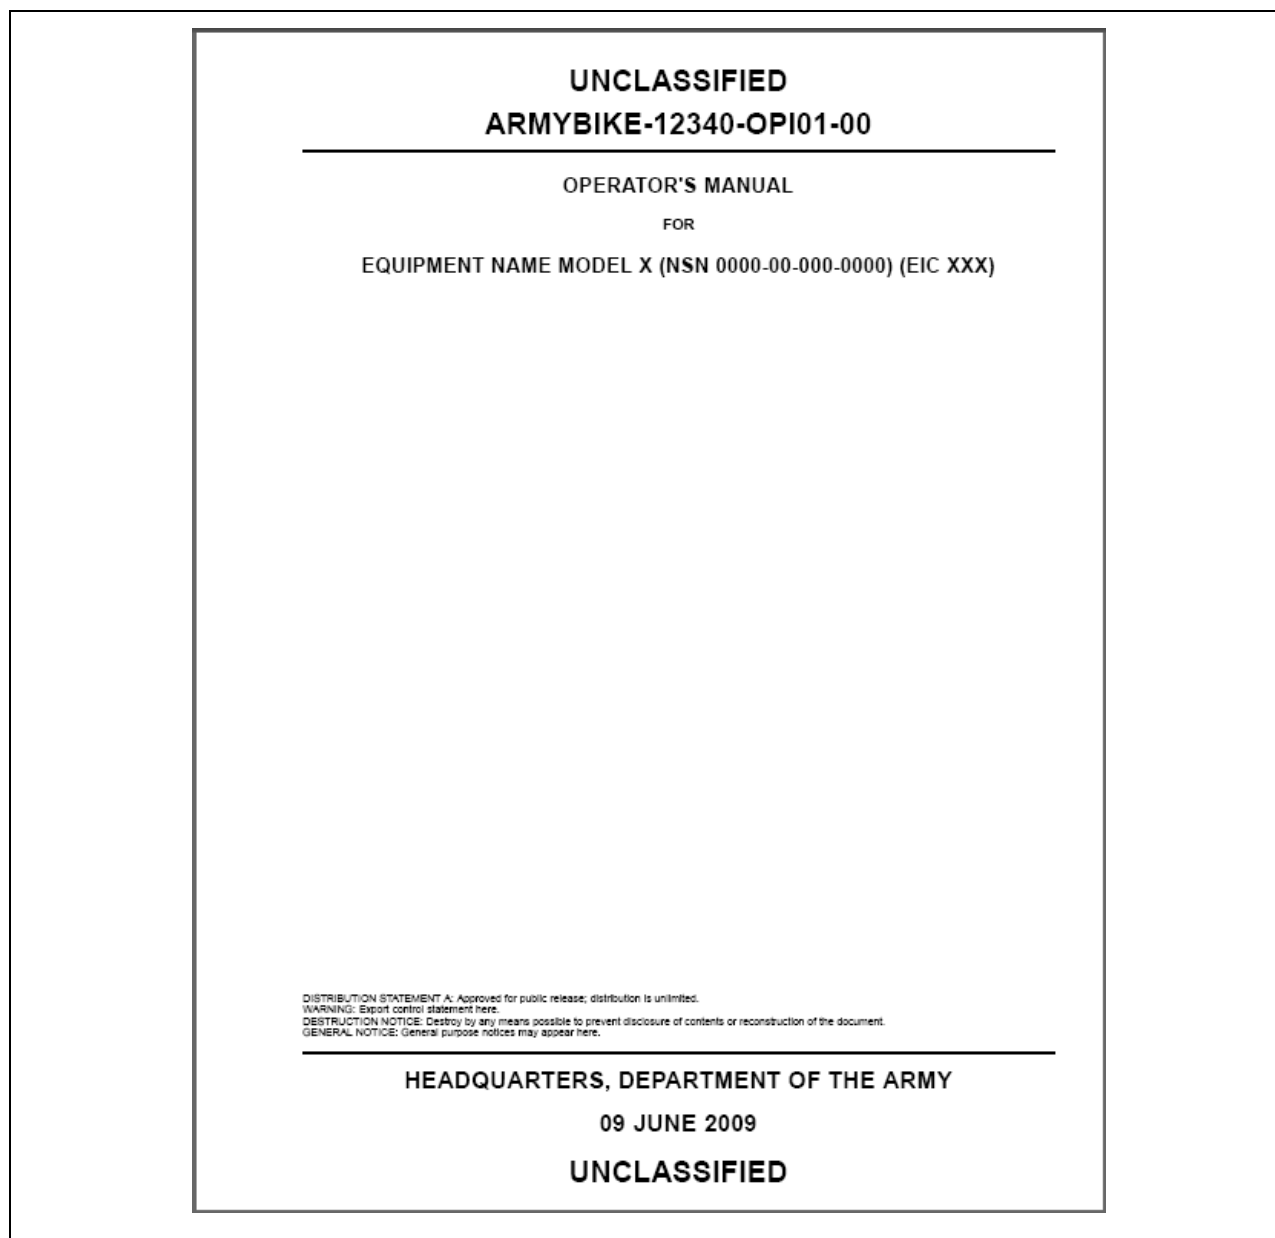 UNCLASSIFIED
ARMYBIKE-12340-OPI01-00
OPERATOR'S MANUAL
FOR
EQUIPMENT NAME MODEL X (NSN 0000-00-000-0000) (EIC XXX)
DISTRIBUTION STATEMENT A: Approved for public release; distribution is unlimited.
WARNING: Export control statement here.
DESTRUCTION NOTICE: Destroy by any means possible to prevent disclosure of contents or reconstruction of the document.
GENERAL NOTICE: General purpose notices may appear here.
HEADQUARTERS, DEPARTMENT OF THE ARMY
09 JUNE 2009
UNCLASSIFIED